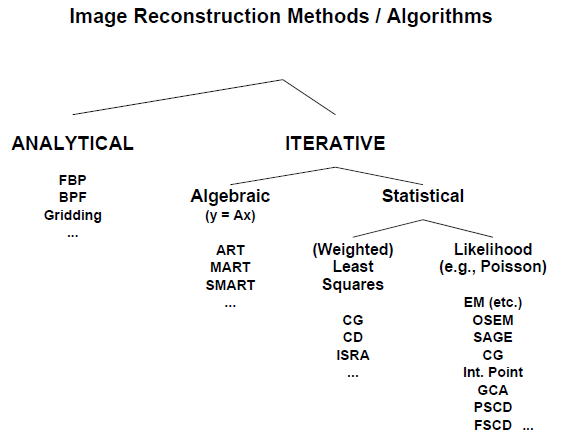 Image Reconstruction Methods / Algorithms
ANALYTICAL
FBP
BPF
Gridding
...
ITERATIVE
Algebraic
(y = Ax)
ART
MART
SMART
...
Statistical
(Weighted)
Least
Squares
CG
CD
ISRA
...
Likelihood
(e.g., Poisson)
EM (etc.)
OSEM
SAGE
CG
Int. Point
GCA
PSCD
FSCD ...